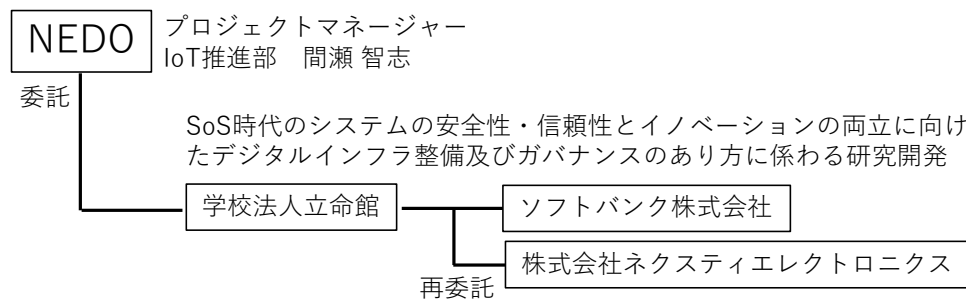 NEDO
プロジェクトマネージャー
IoT推進部　間瀬 智志
委託
SoS時代のシステムの安全性・信頼性とイノベーションの両立に向け
たデジタルインフラ整備及びガバナンスのあり方に係わる研究開発
学校法人立命館
ソフトバンク株式会社
株式会社ネクスティエレクトロニクス
再委託